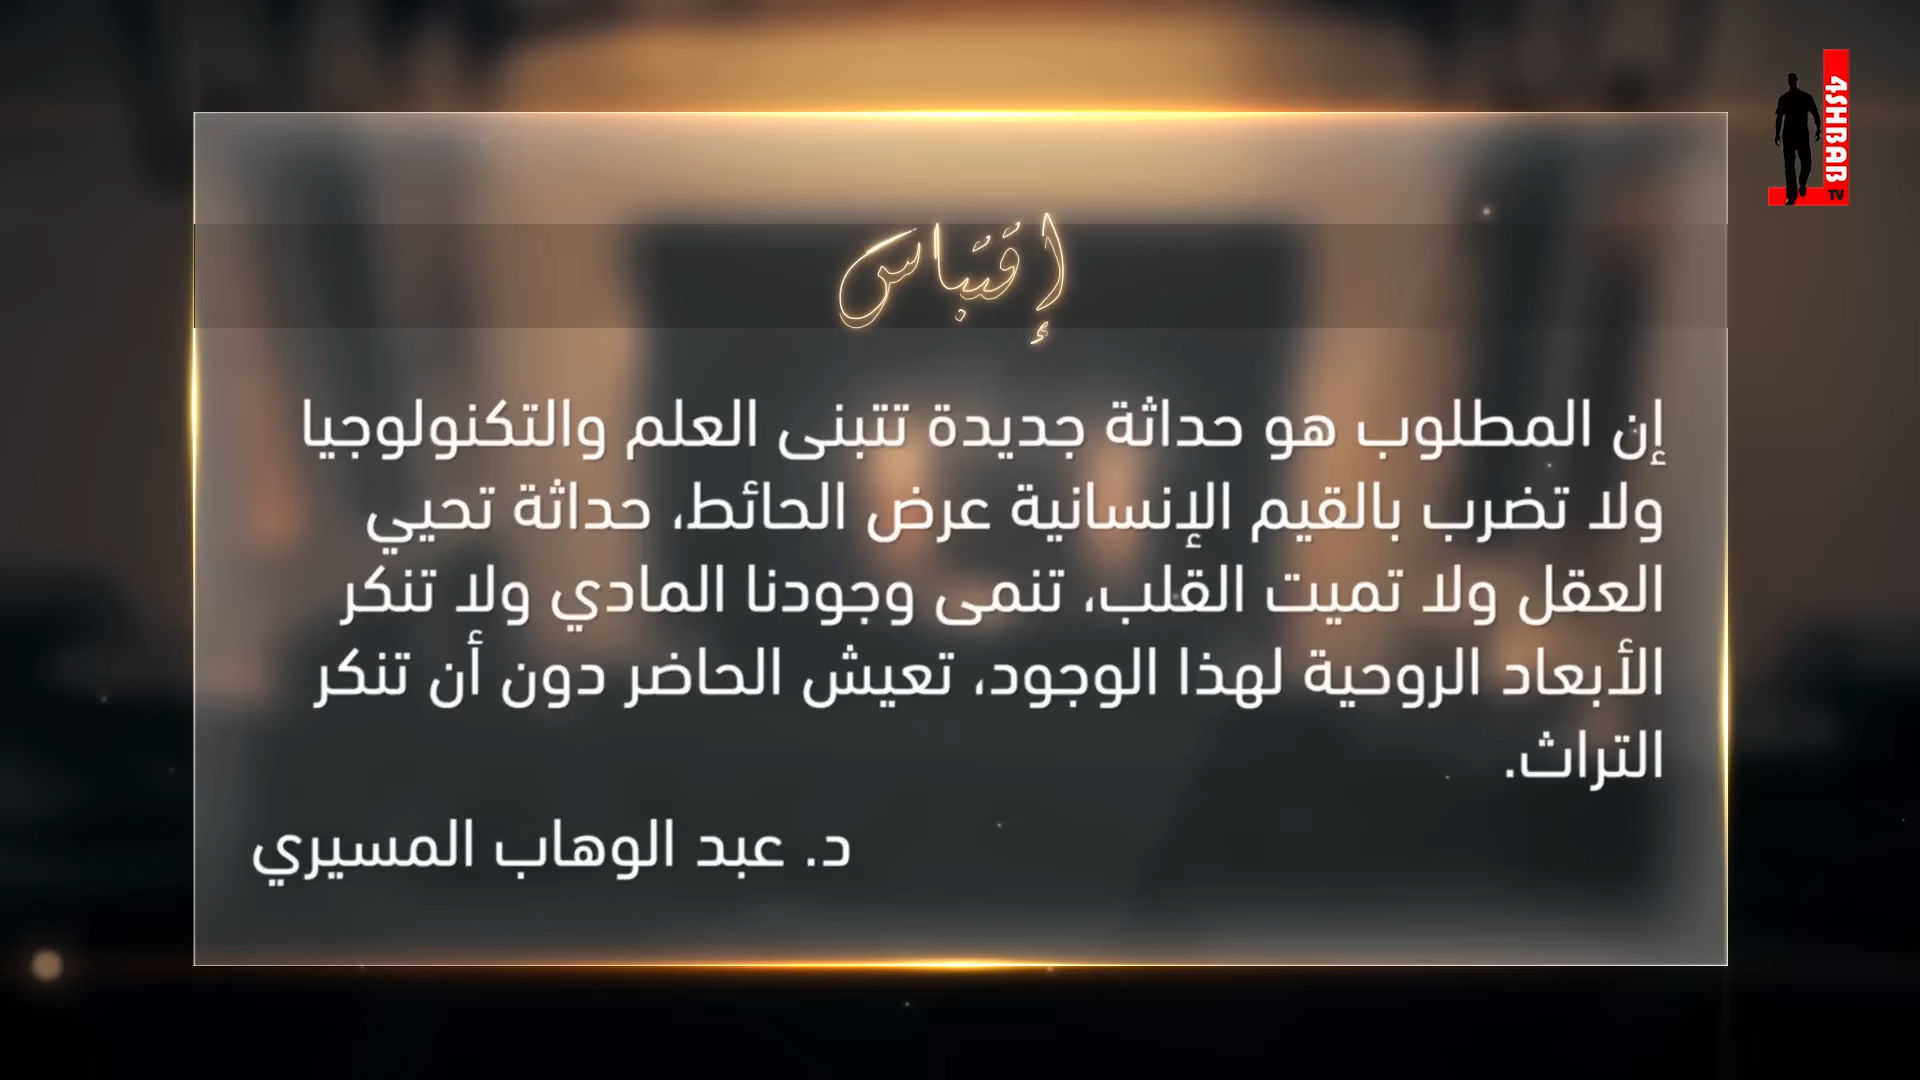 4SHBAB
TV
إقتباس
إن المطلوب هو حداثة جديدة تتبنى العلم والتكنولوجيا
ولا تضرب بالقيم الإنسانية عرض الحائط، حداثة تحيي
العقل ولا تميت القلب، تنمى وجودنا المادي ولا تنكر
الأبعاد الروحية لهذا الوجود، تعيش الحاضر دون أن تنكر
التراث.
د. عبد الوهاب المسيري